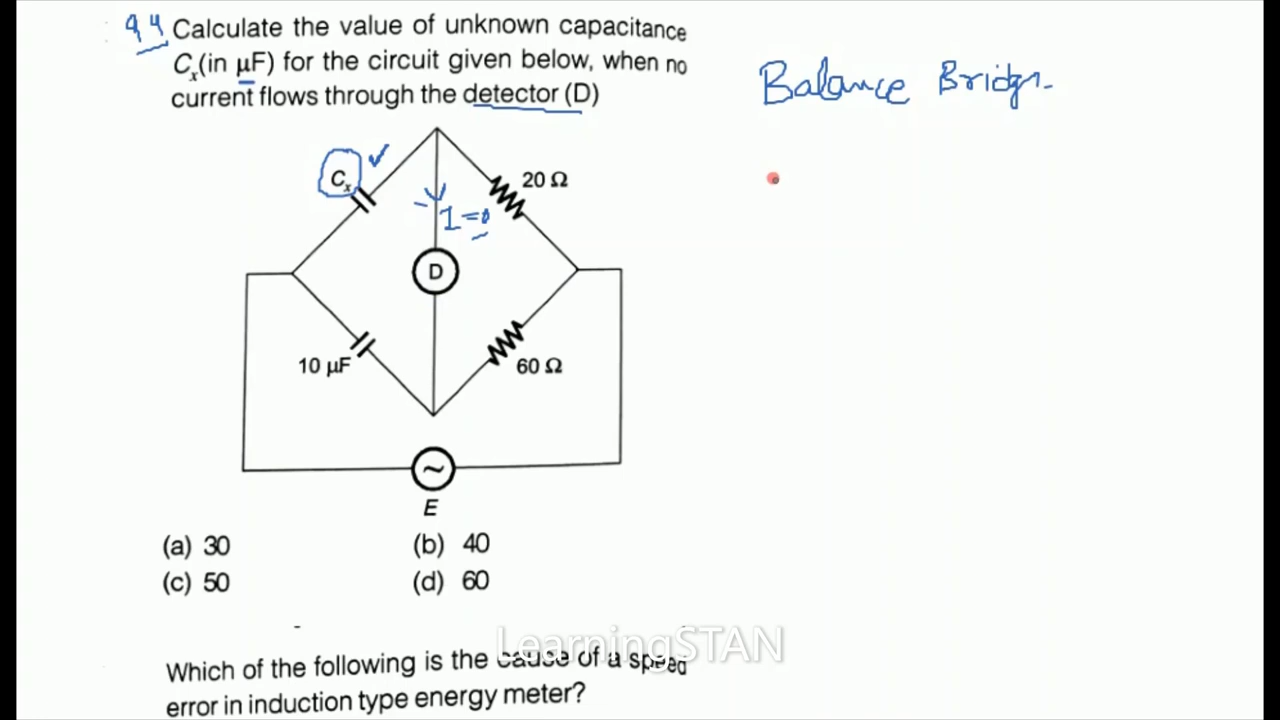 94 Calculate the value of unknown capacitance
Cₓ(in μF) for the circuit given below, when no
current flows through the detector (D)
Balance Bridge.
Cₓ
20 Ω
I=0
D
10 μF
60 Ω
~
E
(a) 30 (b) 40
(c) 50 (d) 60
LearningSTAN
Which of the following is the cause of a speed
error in induction type energy meter?